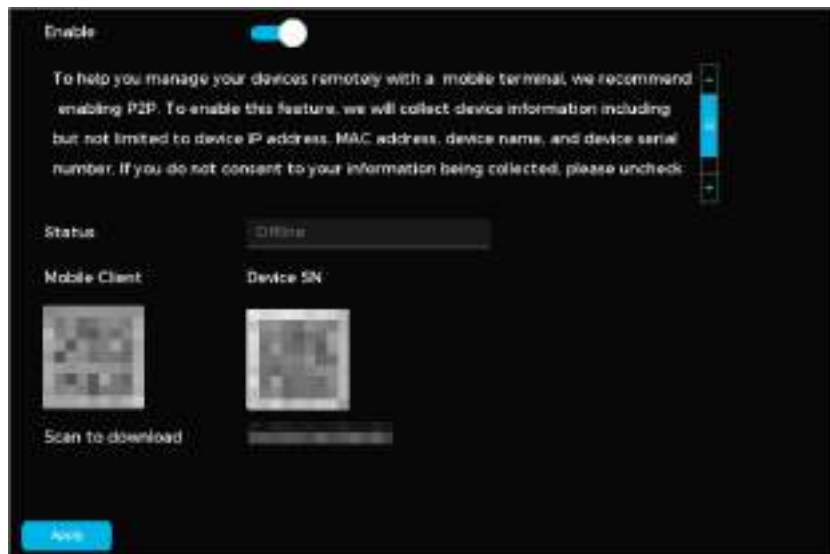 Enable
To help you manage your devices remotely with a mobile terminal, we recommend
enabling P2P. To enable this feature, we will collect device information including
but not limited to device IP address, MAC address, device name, and device serial
number. If you do not consent to your information being collected, please uncheck
Status Offline
Mobile Client Device SN
Scan to download
Apply